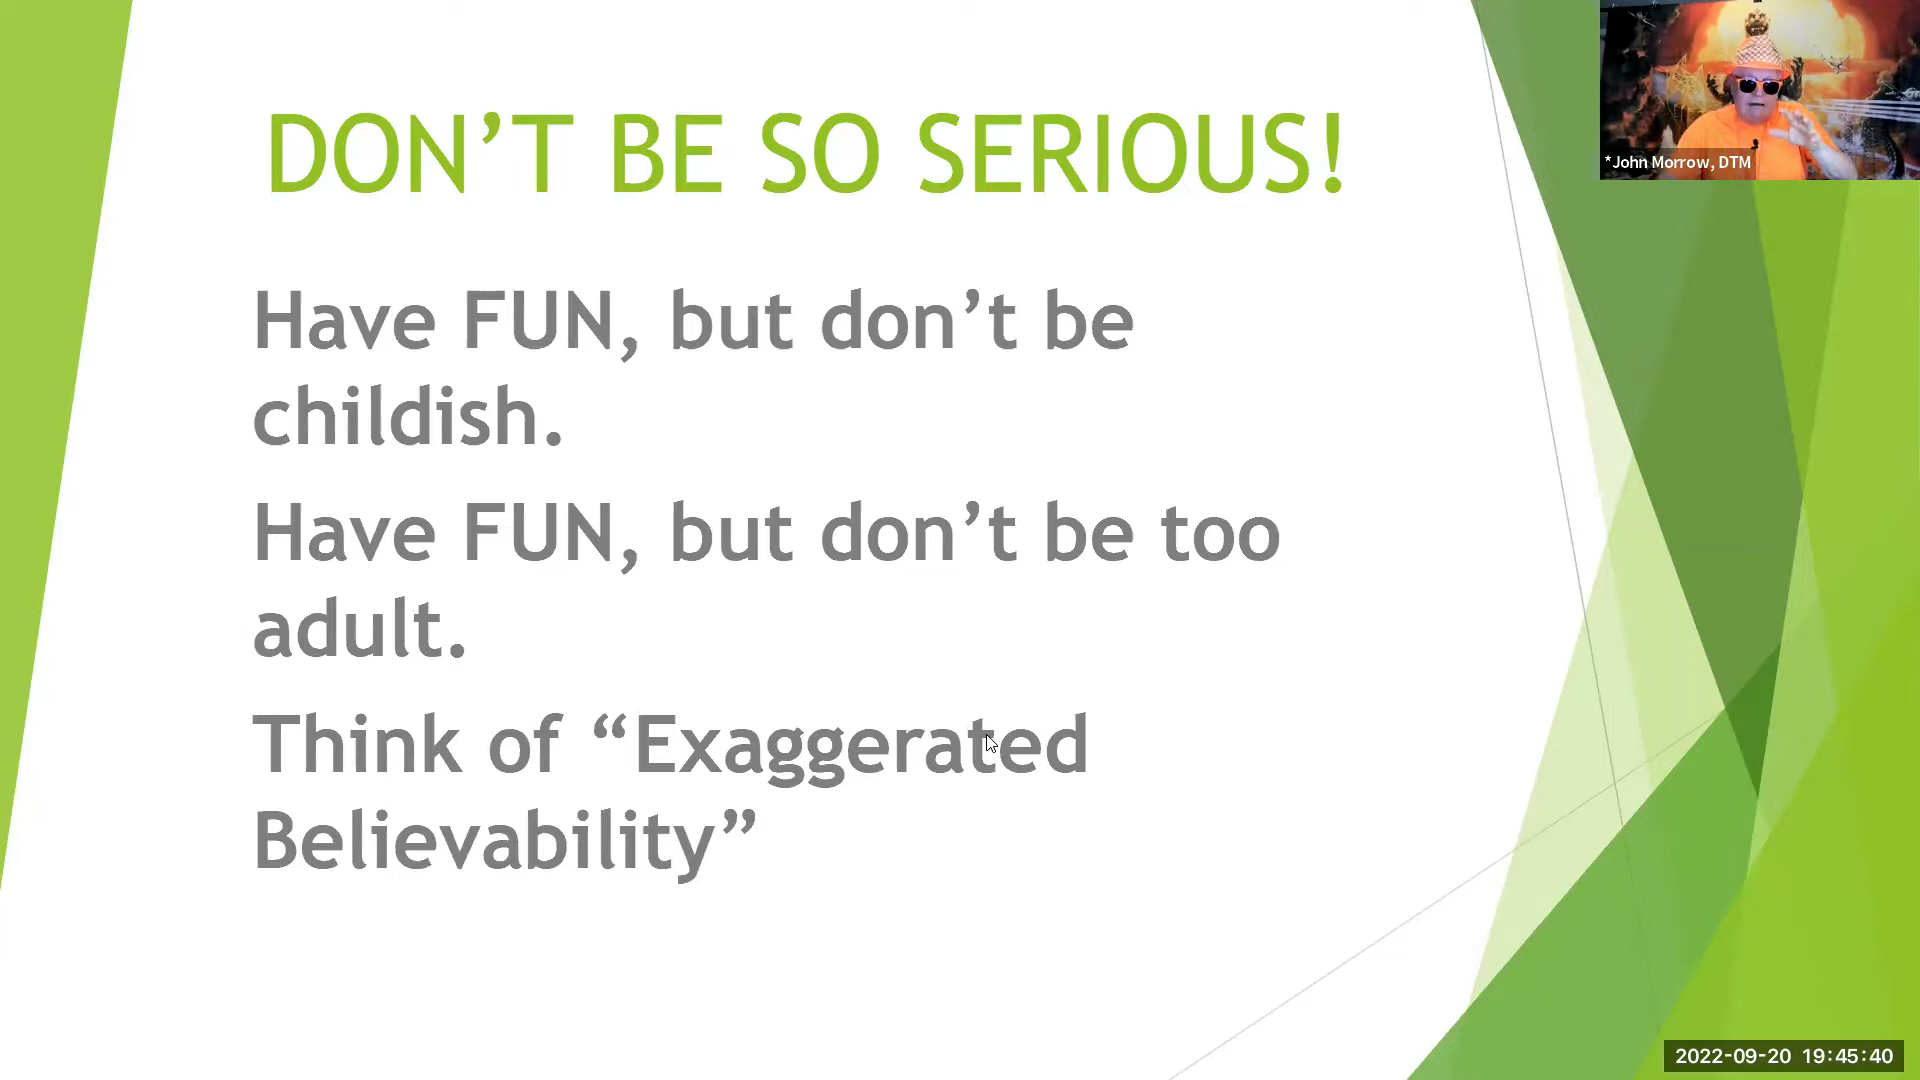 DON’T BE SO SERIOUS!
*John Morrow, DTM
Have FUN, but don’t be
childish.
Have FUN, but don’t be too
adult.
Think of “Exaggerated
Believability”
2022-09-20 19:45:40